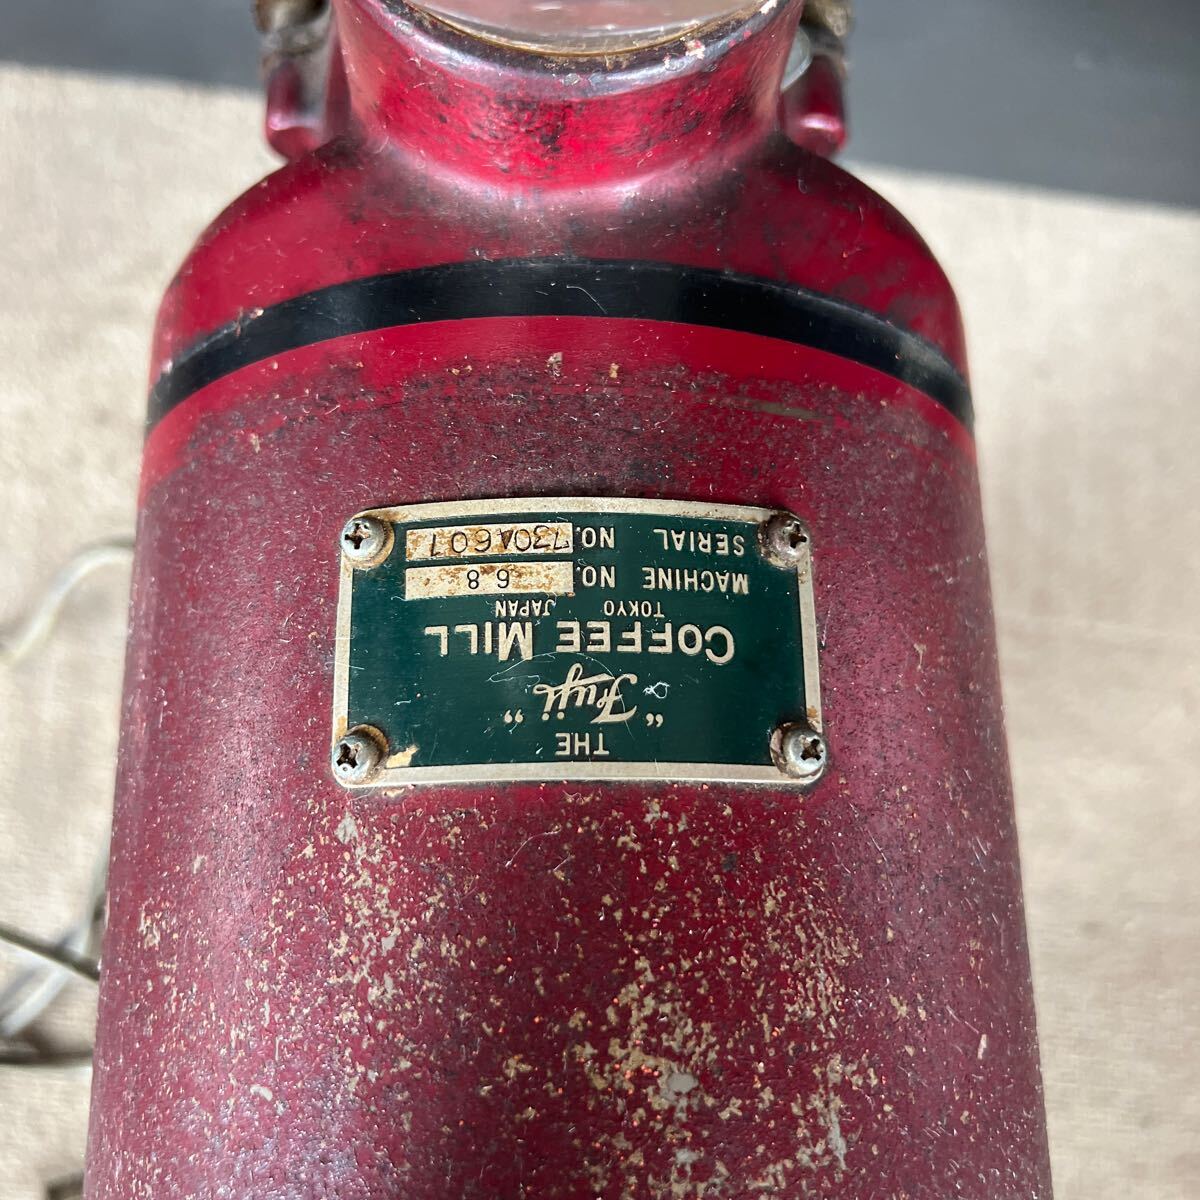 THE
"Fuji"
COFFEE MILL
TOKYO JAPAN
MACHINE NO. 68
SERIAL NO. 730A601